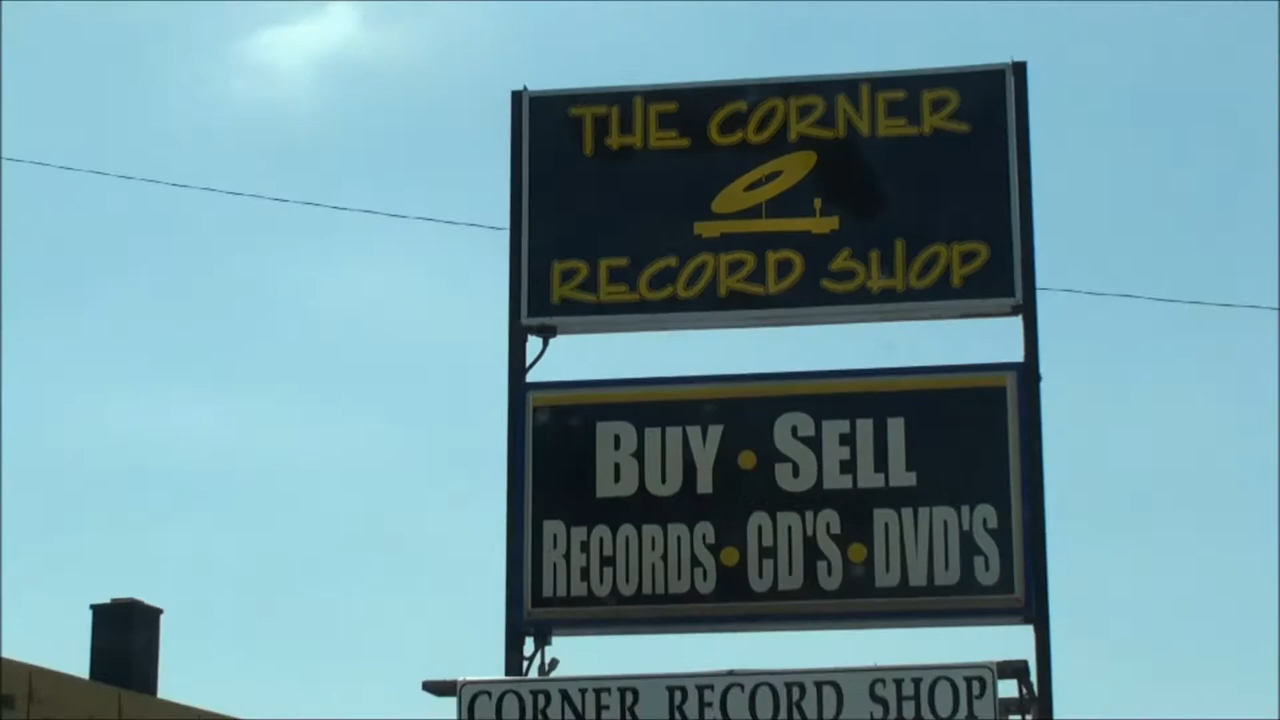 THE CORNER
RECORD SHOP
BUY • SELL
RECORDS • CD'S • DVD'S
CORNER RECORD SHOP